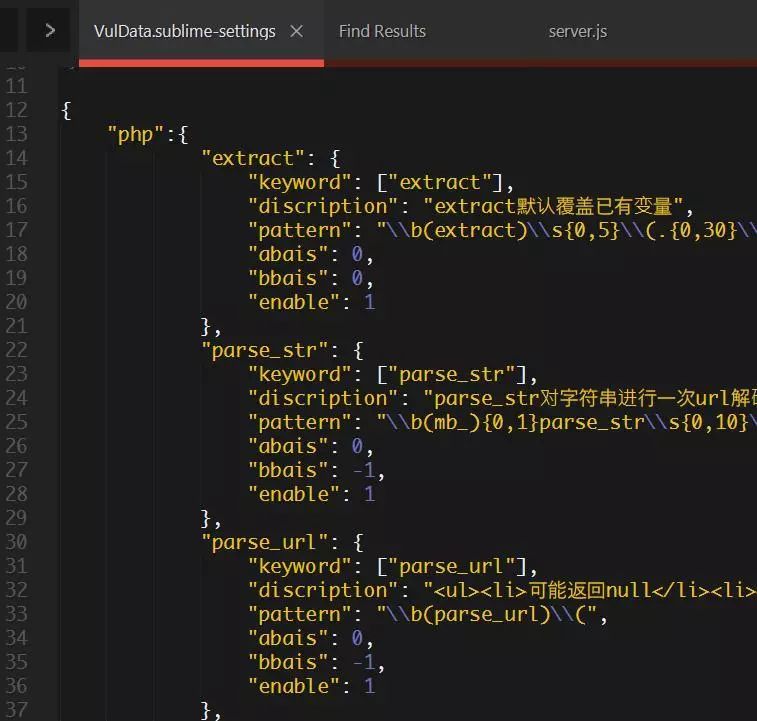 VulData.sublime-settings × Find Results server.js
11
12 {
13 "php":{
14 "extract": {
15 "keyword": ["extract"],
16 "discription": "extract默认覆盖已有变量",
17 "pattern": "\\b(extract)\\s{0,5}\\(.{0,30}\\
18 "abais": 0,
19 "bbais": 0,
20 "enable": 1
21 },
22 "parse_str": {
23 "keyword": ["parse_str"],
24 "discription": "parse_str对字符串进行一次url解
25 "pattern": "\\b(mb_){0,1}parse_str\\s{0,10}\
26 "abais": 0,
27 "bbais": -1,
28 "enable": 1
29 },
30 "parse_url": {
31 "keyword": ["parse_url"],
32 "discription": "<ul><li>可能返回null</li><li>
33 "pattern": "\\b(parse_url)\\(",
34 "abais": 0,
35 "bbais": -1,
36 "enable": 1
37 },